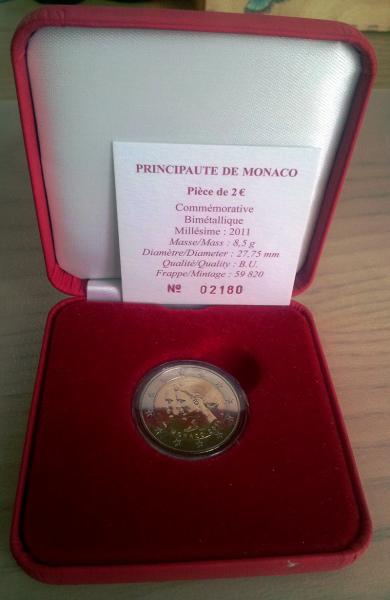 PRINCIPAUTE DE MONACO
Pièce de 2 €
Commémorative
Bimétallique
Millésime : 2011
Masse/Mass : 8,5 g
Diamètre/Diameter : 27,75 mm
Qualité/Quality : B.U.
Frappe/Mintage : 59 820
Nº 02180
MONACO